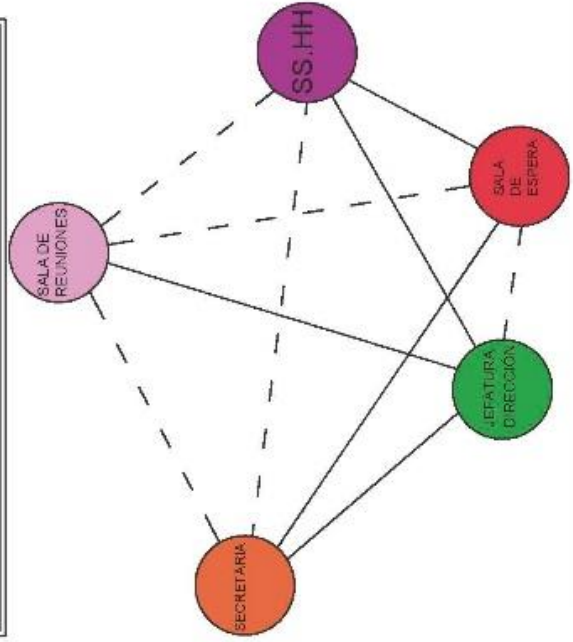 SALA DE
REUNIONES
SS.HH
SALA
DE
ESPERA
JEFATURA
DIRECCIÓN
SECRETARIA